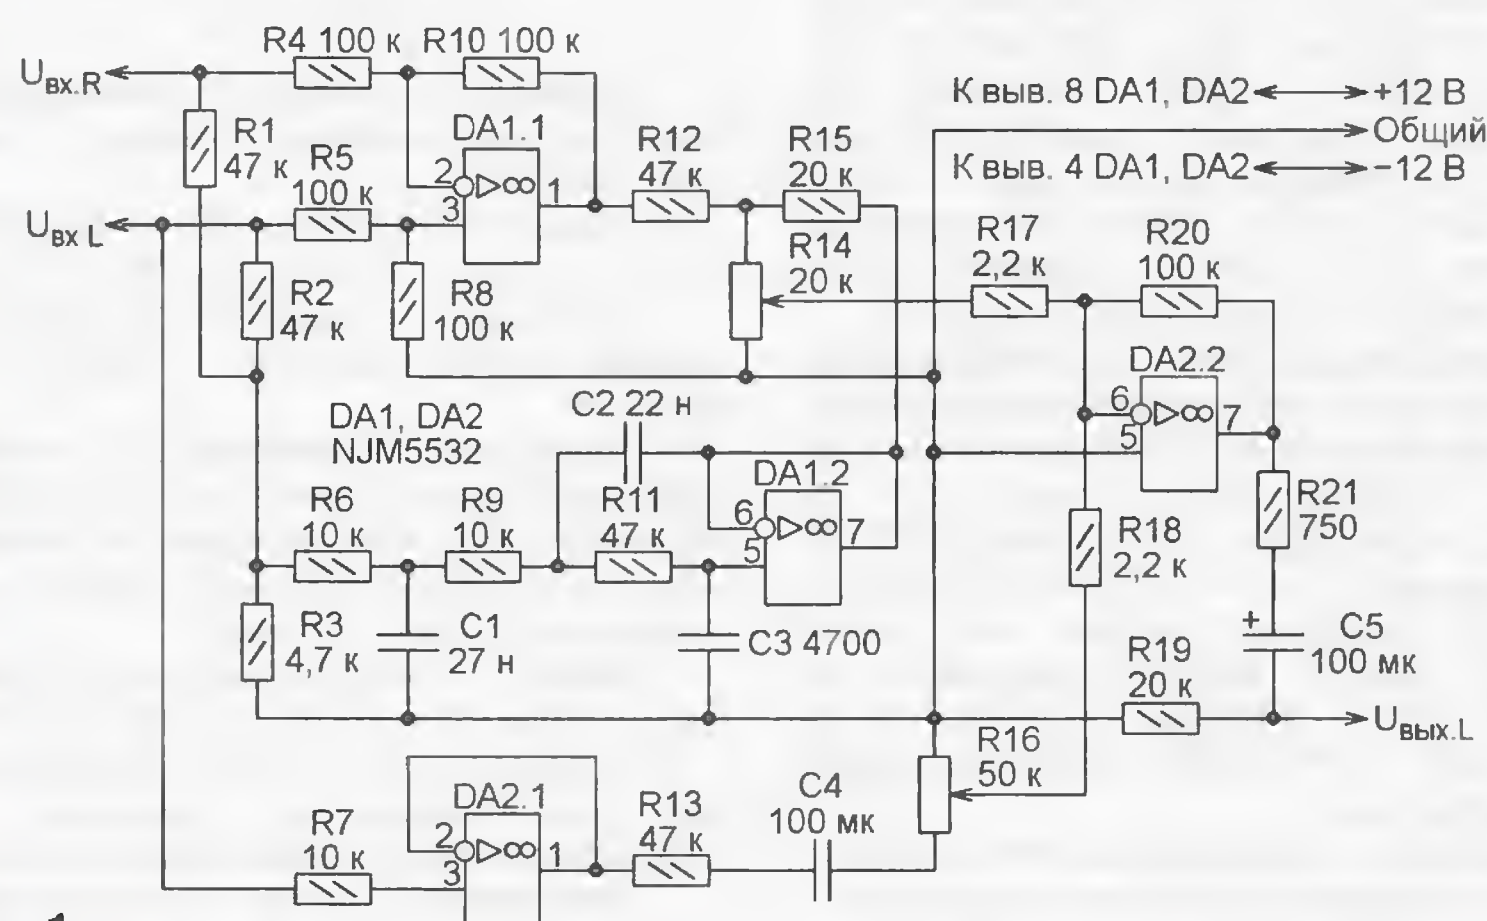 R4 100 к
R10 100 к
Uвх.R
К выв. 8 DA1, DA2
+12 В
Общий
К выв. 4 DA1, DA2
−12 В
R1
47 к
DA1.1
R5
100 к
2
3
1
R12
47 к
R15
20 к
Uвх L
R14
20 к
R17
2,2 к
R20
100 к
R2
47 к
R8
100 к
DA2.2
6
5
7
DA1, DA2
NJM5532
C2 22 н
DA1.2
6
5
7
R6
10 к
R9
10 к
R11
47 к
R21
750
R18
2,2 к
R3
4,7 к
C1
27 н
C3 4700
R19
20 к
+
C5
100 мк
Uвых.L
R16
50 к
DA2.1
2
3
1
R7
10 к
R13
47 к
C4
100 мк